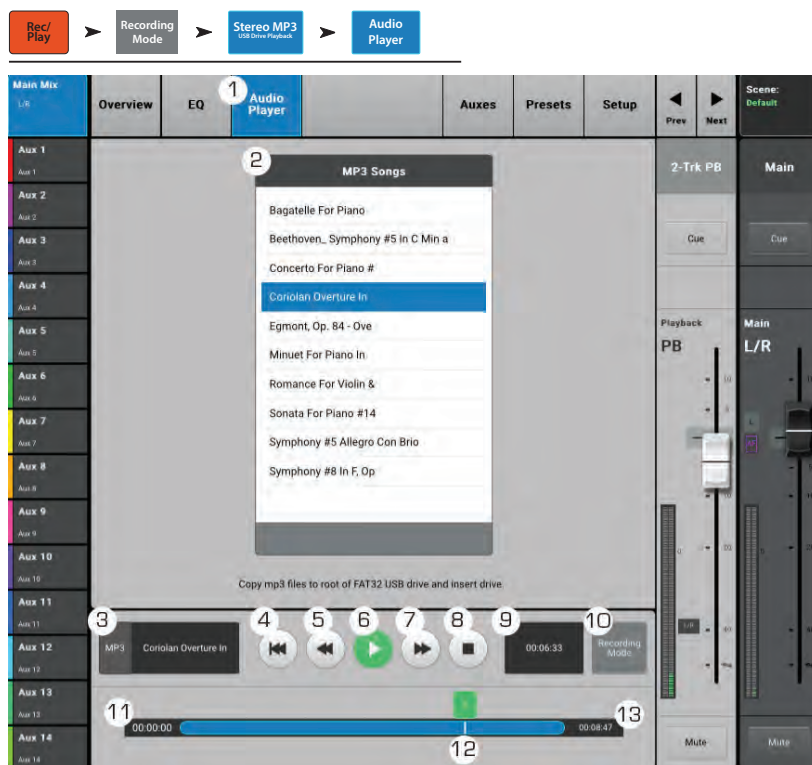 Rec/
Play
Recording
Mode
Stereo MP3
USB Drive Playback
Audio
Player
Main Mix
L/R
Overview
EQ
1
Audio
Player
Auxes
Presets
Setup
Prev
Next
Scene:
Default
Aux 1
Aux 1
Aux 2
Aux 2
Aux 3
Aux 3
Aux 4
Aux 4
Aux 5
Aux 5
Aux 6
Aux 6
Aux 7
Aux 7
Aux 8
Aux 8
Aux 9
Aux 9
Aux 10
Aux 10
Aux 11
Aux 11
Aux 12
Aux 12
Aux 13
Aux 13
Aux 14
Aux 14
2
MP3 Songs
Bagatelle For Piano
Beethoven_ Symphony #5 In C Min a
Concerto For Piano #
Coriolan Overture In
Egmont, Op. 84 - Ove
Minuet For Piano In
Romance For Violin &
Sonata For Piano #14
Symphony #5 Allegro Con Brio
Symphony #8 In F, Op
Copy mp3 files to root of FAT32 USB drive and insert drive
3
MP3
Coriolan Overture In
4
5
6
7
8
9
00:06:33
10
Recording
Mode
11
00:00:00
12
13
00:08:47
2-Trk PB
Cue
Playback
PB
L/R
Mute
Main
Cue
Main
L/R
Mute